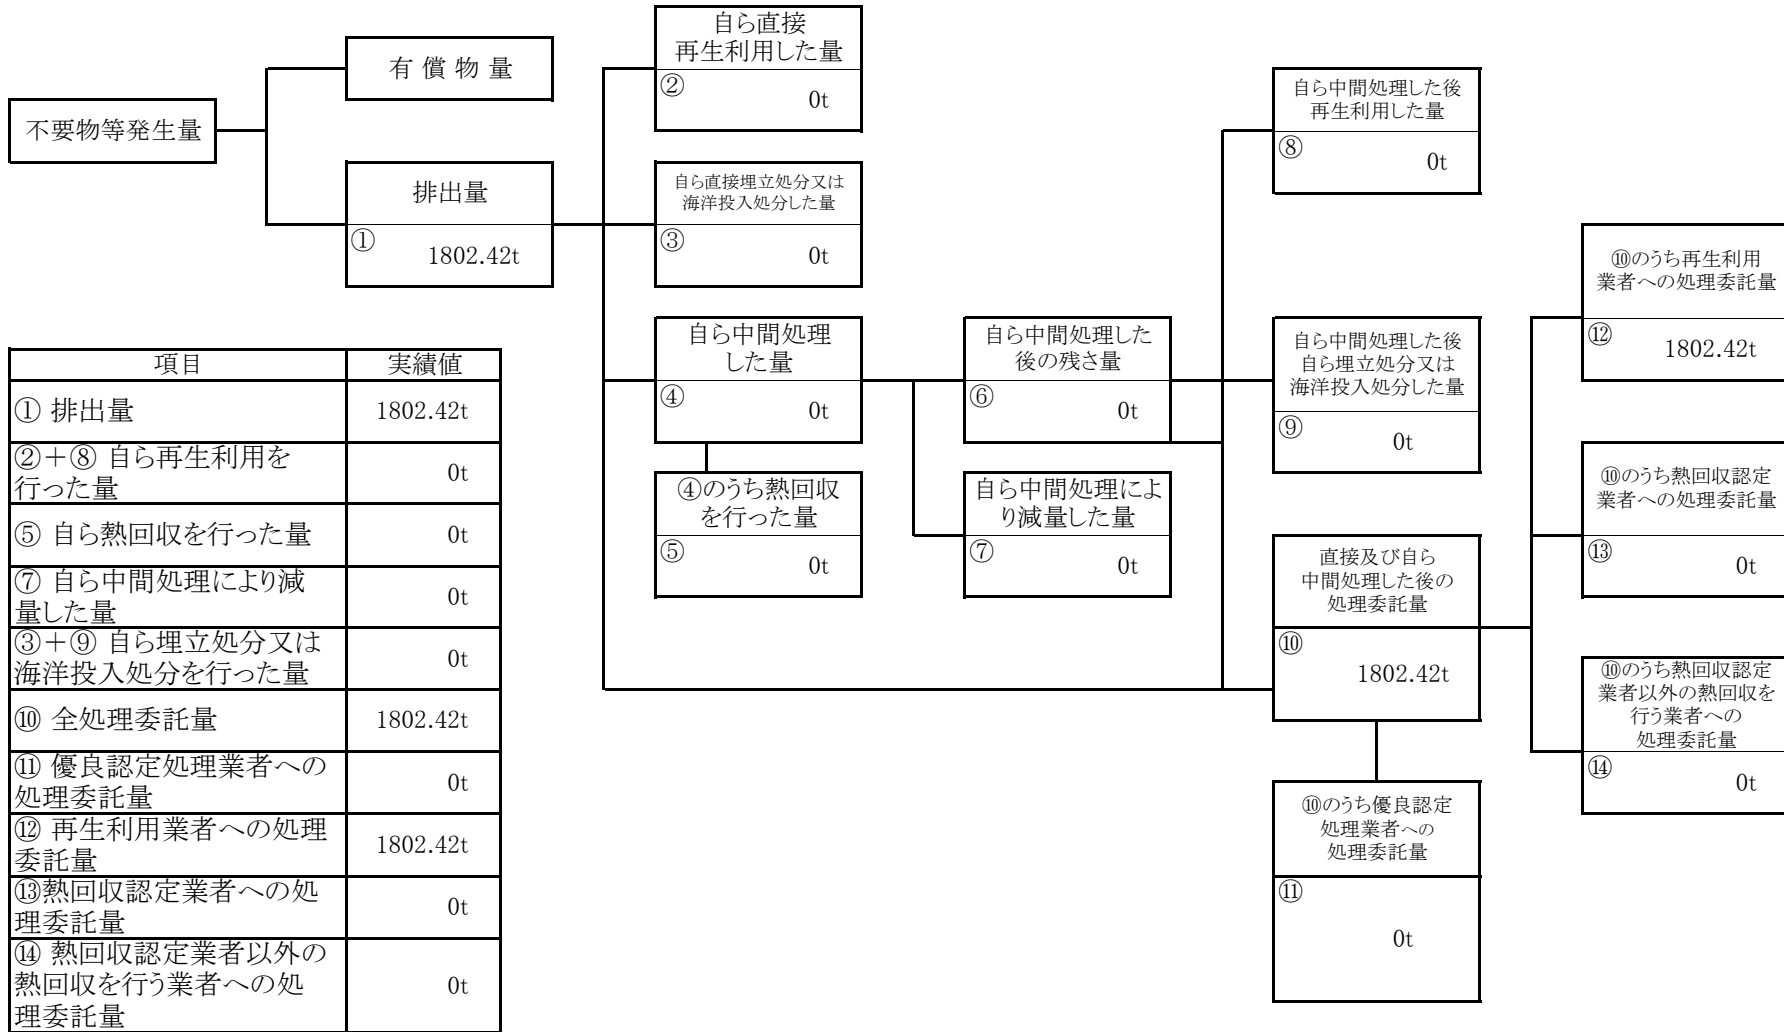 不要物等発生量
有償物量
排出量
①
1802.42t
自ら直接
再生利用した量
②
0t
自ら直接埋立処分又は
海洋投入処分した量
③
0t
自ら中間処理
した量
④
0t
④のうち熱回収
を行った量
⑤
0t
自ら中間処理した
後の残さ量
⑥
0t
自ら中間処理によ
り減量した量
⑦
0t
自ら中間処理した後
再生利用した量
⑧
0t
自ら中間処理した後
自ら埋立処分又は
海洋投入処分した量
⑨
0t
直接及び自ら
中間処理した後の
処理委託量
⑩
1802.42t
⑩のうち優良認定
処理業者への
処理委託量
⑪
0t
⑩のうち再生利用
業者への処理委託量
⑫
1802.42t
⑩のうち熱回収認定
業者への処理委託量
⑬
0t
⑩のうち熱回収認定
業者以外の熱回収を
行う業者への
処理委託量
⑭
0t
項目 実績値
① 排出量 1802.42t
②＋⑧ 自ら再生利用を
行った量 0t
⑤ 自ら熱回収を行った量 0t
⑦ 自ら中間処理により減
量した量 0t
③＋⑨ 自ら埋立処分又は
海洋投入処分を行った量 0t
⑩ 全処理委託量 1802.42t
⑪ 優良認定処理業者への
処理委託量 0t
⑫ 再生利用業者への処理
委託量 1802.42t
⑬熱回収認定業者への処
理委託量 0t
⑭ 熱回収認定業者以外の
熱回収を行う業者への処
理委託量 0t